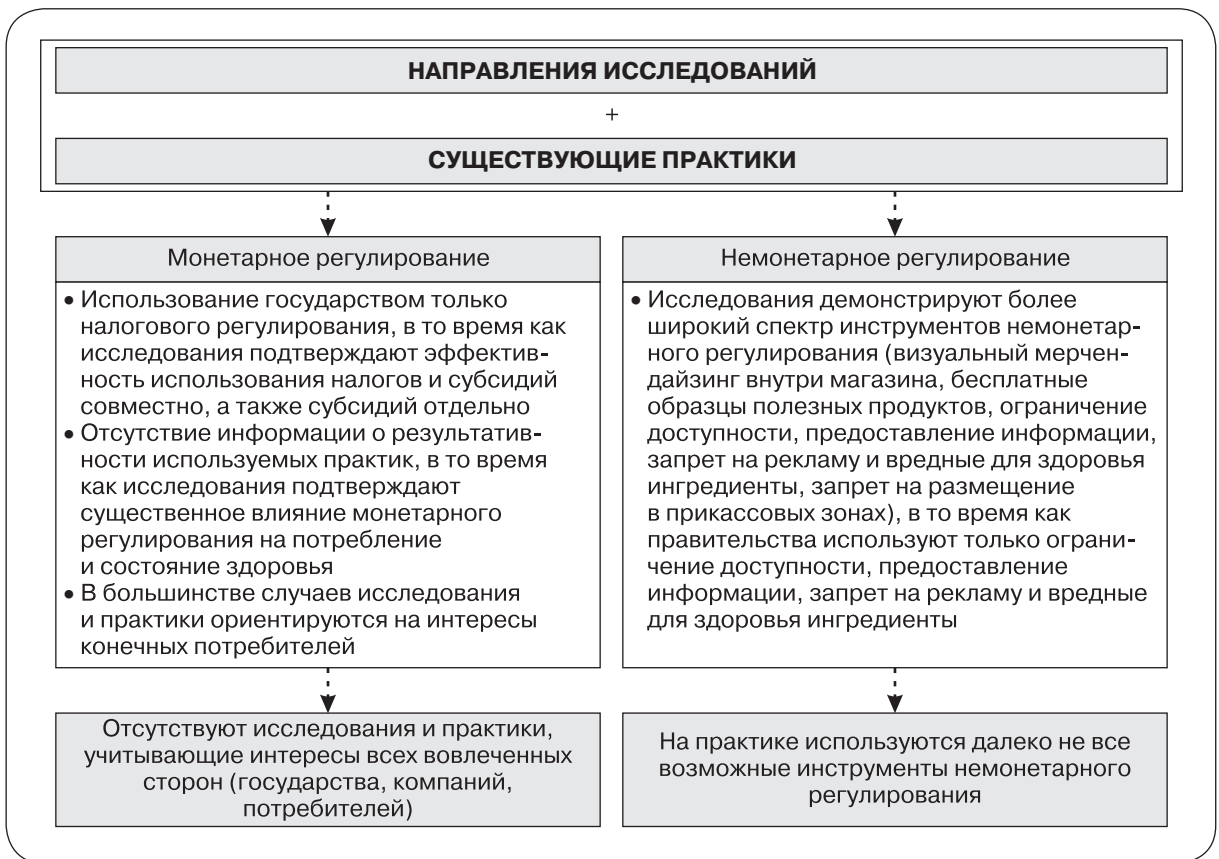 НАПРАВЛЕНИЯ ИССЛЕДОВАНИЙ
+
СУЩЕСТВУЮЩИЕ ПРАКТИКИ
Монетарное регулирование
• Использование государством только
налогового регулирования, в то время как
исследования подтверждают эффектив-
ность использования налогов и субсидий
совместно, а также субсидий отдельно
• Отсутствие информации о результатив-
ности используемых практик, в то время
как исследования подтверждают
существенное влияние монетарного
регулирования на потребление
и состояние здоровья
• В большинстве случаев исследования
и практики ориентируются на интересы
конечных потребителей
Отсутствуют исследования и практики,
учитывающие интересы всех вовлеченных
сторон (государства, компаний,
потребителей)
Немонетарное регулирование
• Исследования демонстрируют более
широкий спектр инструментов немонетар-
ного регулирования (визуальный мерчен-
дайзинг внутри магазина, бесплатные
образцы полезных продуктов, ограничение
доступности, предоставление информации,
запрет на рекламу и вредные для здоровья
ингредиенты, запрет на размещение
в прикассовых зонах), в то время как
правительства используют только ограни-
чение доступности, предоставление
информации, запрет на рекламу и вредные
для здоровья ингредиенты
На практике используются далеко не все
возможные инструменты немонетарного
регулирования